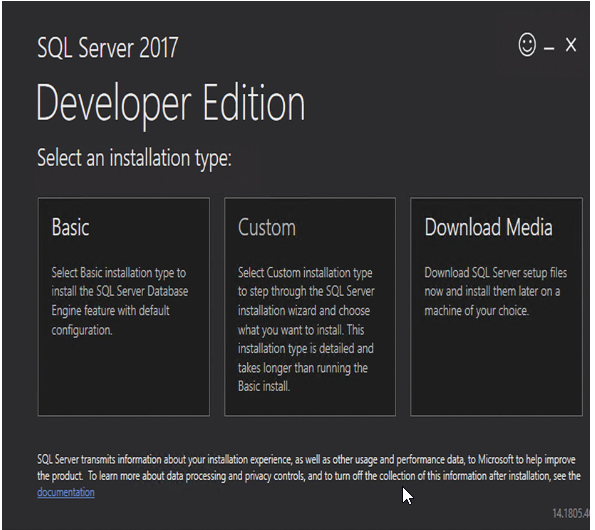 SQL Server 2017
Developer Edition
Select an installation type:
Basic
Select Basic installation type to
install the SQL Server Database
Engine feature with default
configuration.
Custom
Select Custom installation type
to step through the SQL Server
installation wizard and choose
what you want to install. This
installation type is detailed and
takes longer than running the
Basic install.
Download Media
Download SQL Server setup files
now and install them later on a
machine of your choice.
SQL Server transmits information about your installation experience, as well as other usage and performance data, to Microsoft to help improve
the product. To learn more about data processing and privacy controls, and to turn off the collection of this information after installation, see the
documentation
14.1805.4